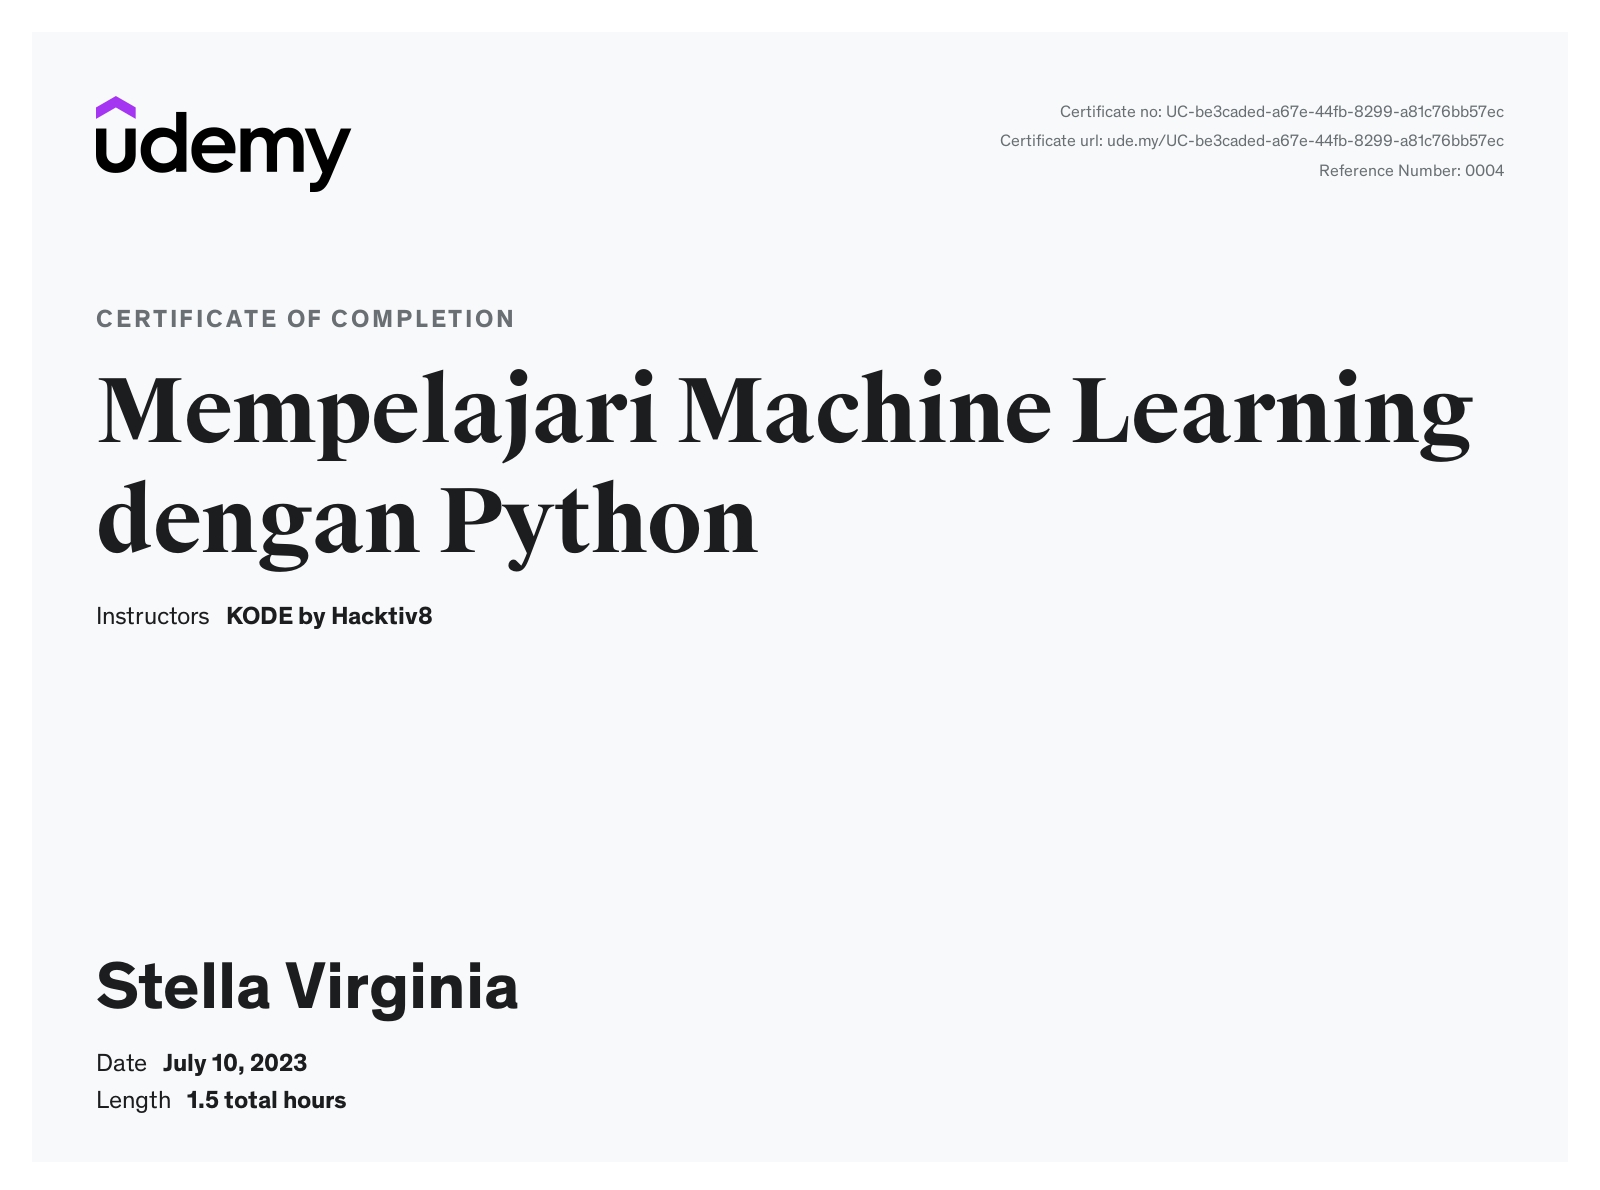 udemy
Certificate no: UC-be3caded-a67e-44fb-8299-a81c76bb57ec
Certificate url: ude.my/UC-be3caded-a67e-44fb-8299-a81c76bb57ec
Reference Number: 0004
CERTIFICATE OF COMPLETION
Mempelajari Machine Learning
dengan Python
Instructors KODE by Hacktiv8
Stella Virginia
Date July 10, 2023
Length 1.5 total hours